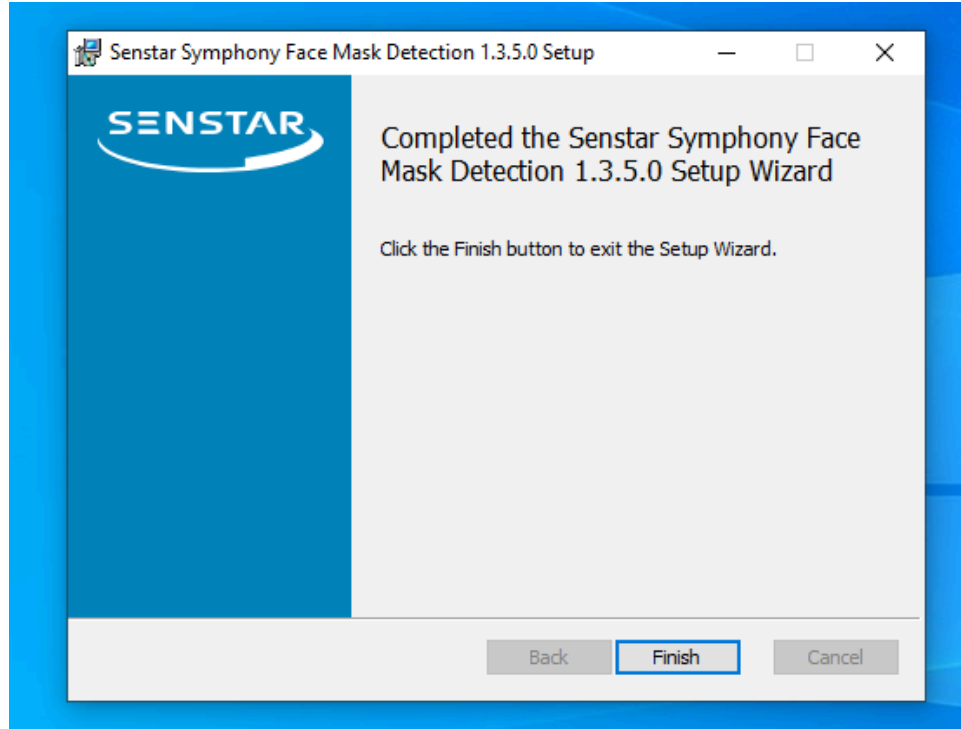 Senstar Symphony Face Mask Detection 1.3.5.0 Setup
SENSTAR
Completed the Senstar Symphony Face
Mask Detection 1.3.5.0 Setup Wizard
Click the Finish button to exit the Setup Wizard.
Back
Finish
Cancel